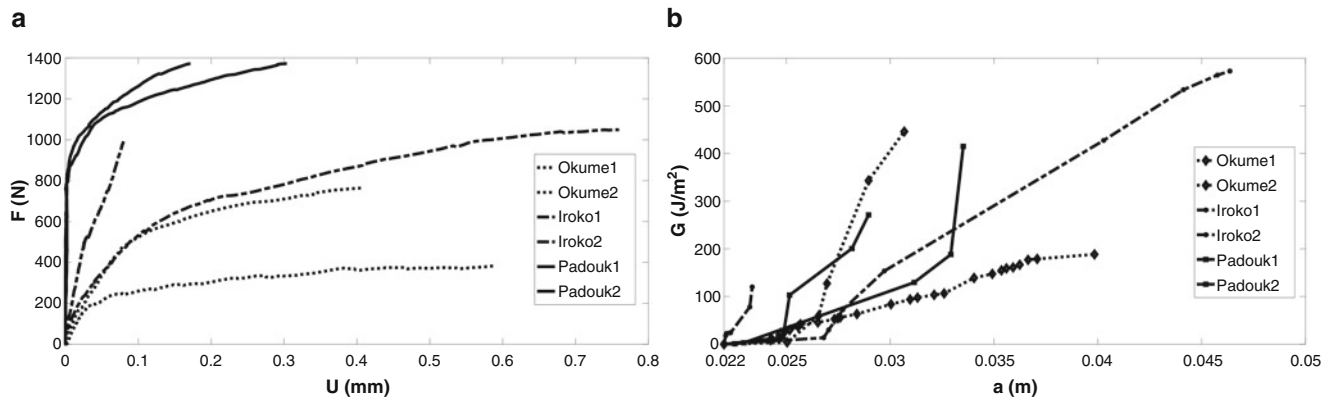 a
1400
1200
1000
800
600
400
200
0
F (N)
0
0.1
0.2
0.3
0.4
0.5
0.6
0.7
0.8
U (mm)
Okume1
Okume2
Iroko1
Iroko2
Padouk1
Padouk2
b
600
500
400
300
200
100
0
G (J/m²)
0.022
0.025
0.03
0.035
0.04
0.045
0.05
a (m)
Okume1
Okume2
Iroko1
Iroko2
Padouk1
Padouk2